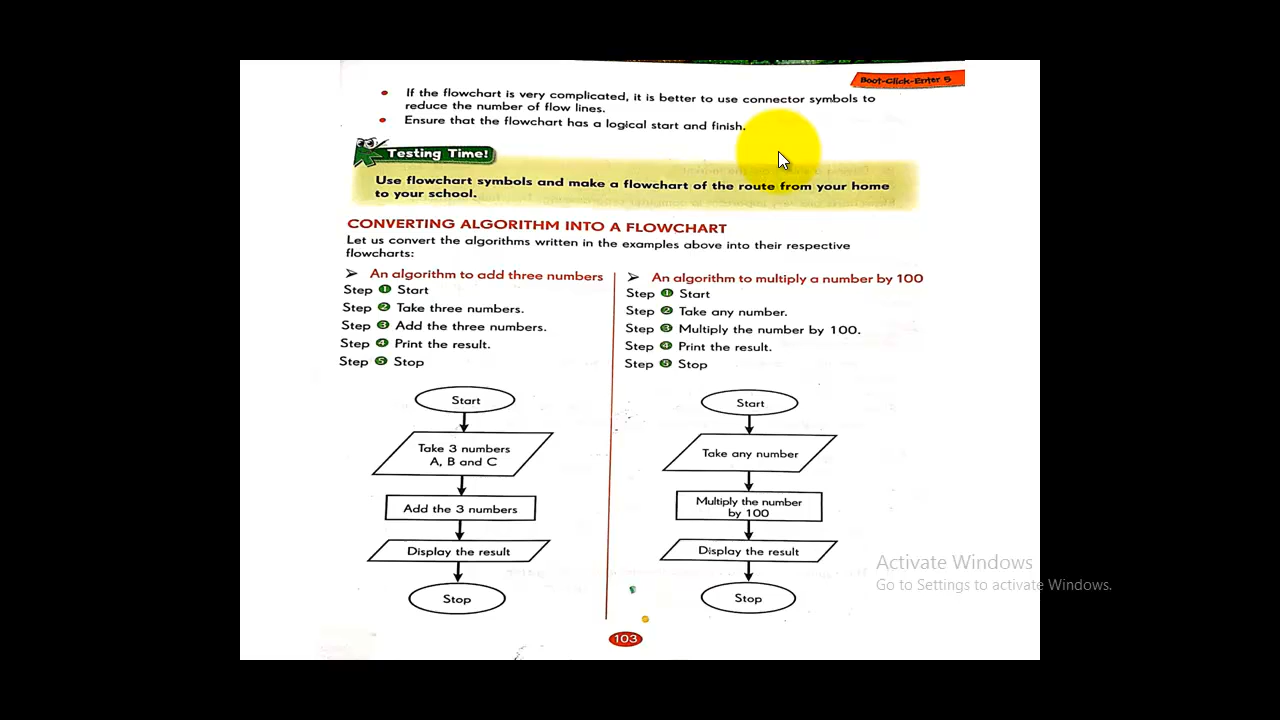 Boot-Click-Enter 5
If the flowchart is very complicated, it is better to use connector symbols to
reduce the number of flow lines.
Ensure that the flowchart has a logical start and finish.
Testing Time!
Use flowchart symbols and make a flowchart of the route from your home
to your school.
CONVERTING ALGORITHM INTO A FLOWCHART
Let us convert the algorithms written in the examples above into their respective
flowcharts:
An algorithm to add three numbers
Step 1 Start
Step 2 Take three numbers.
Step 3 Add the three numbers.
Step 4 Print the result.
Step 5 Stop
Start
Take 3 numbers
A, B and C
Add the 3 numbers
Display the result
Stop
An algorithm to multiply a number by 100
Step 1 Start
Step 2 Take any number.
Step 3 Multiply the number by 100.
Step 4 Print the result.
Step 5 Stop
Start
Take any number
Multiply the number
by 100
Display the result
Stop
103
Activate Windows
Go to Settings to activate Windows.